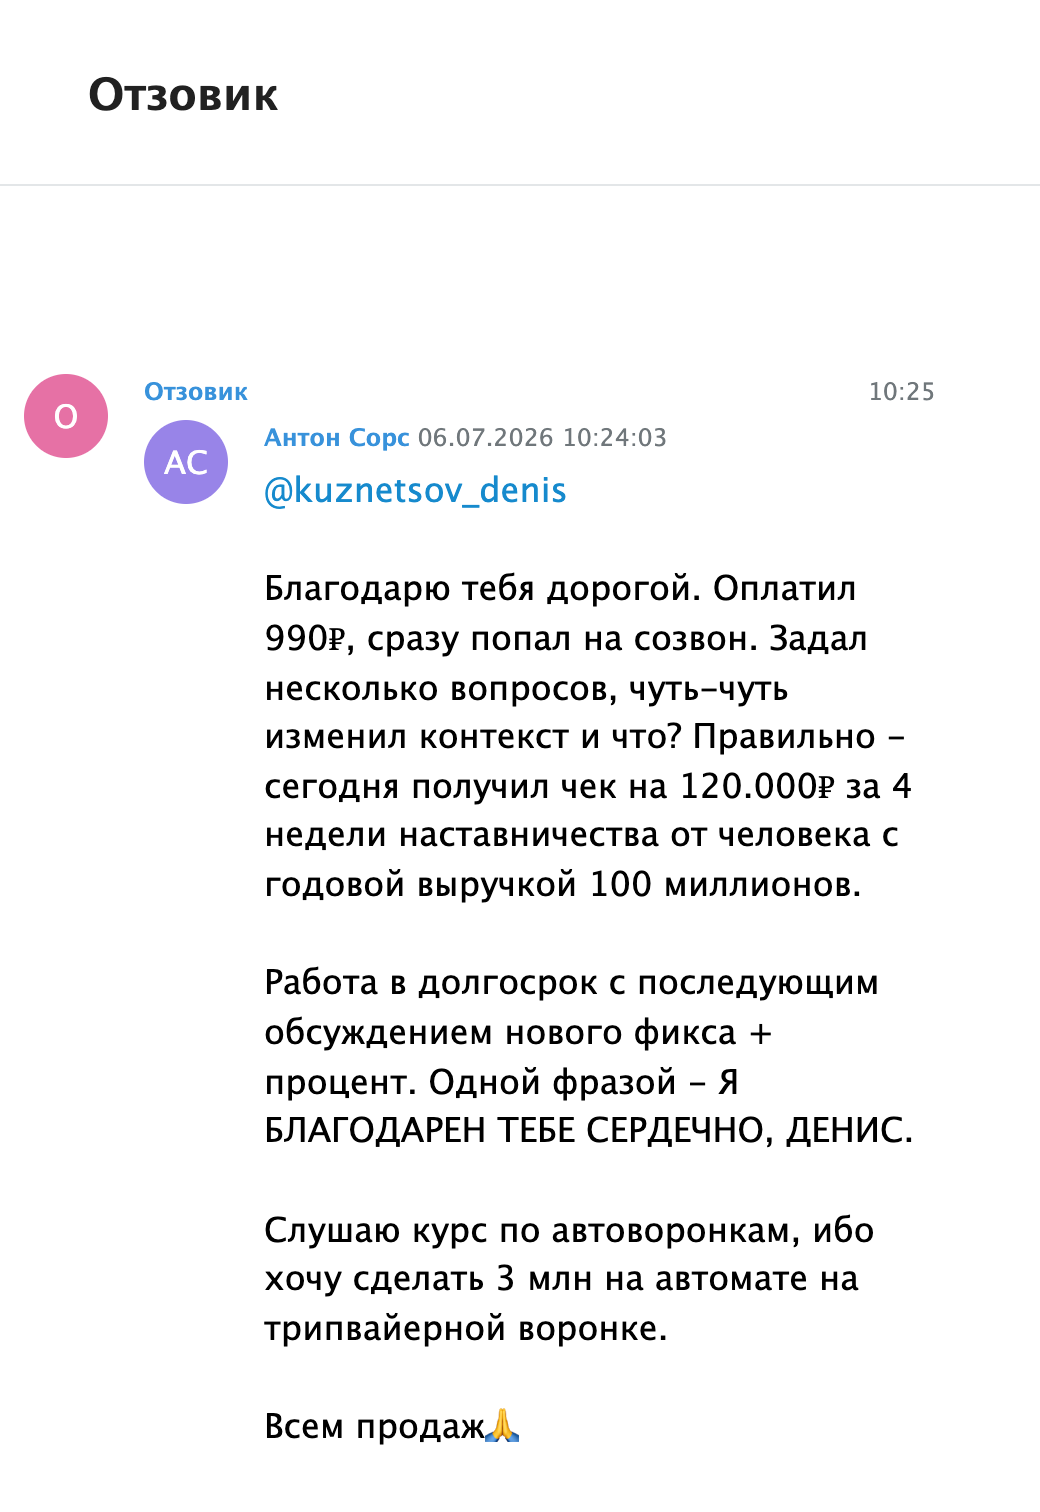 Отзовик
О
Отзовик
10:25
АС
Антон Сорс 06.07.2026 10:24:03
@kuznetsov_denis
Благодарю тебя дорогой. Оплатил
990₽, сразу попал на созвон. Задал
несколько вопросов, чуть-чуть
изменил контекст и что? Правильно -
сегодня получил чек на 120.000₽ за 4
недели наставничества от человека с
годовой выручкой 100 миллионов.
Работа в долгосрок с последующим
обсуждением нового фикса +
процент. Одной фразой - Я
БЛАГОДАРЕН ТЕБЕ СЕРДЕЧНО, ДЕНИС.
Слушаю курс по автоворонкам, ибо
хочу сделать 3 млн на автомате на
трипвайерной воронке.
Всем продаж🙏